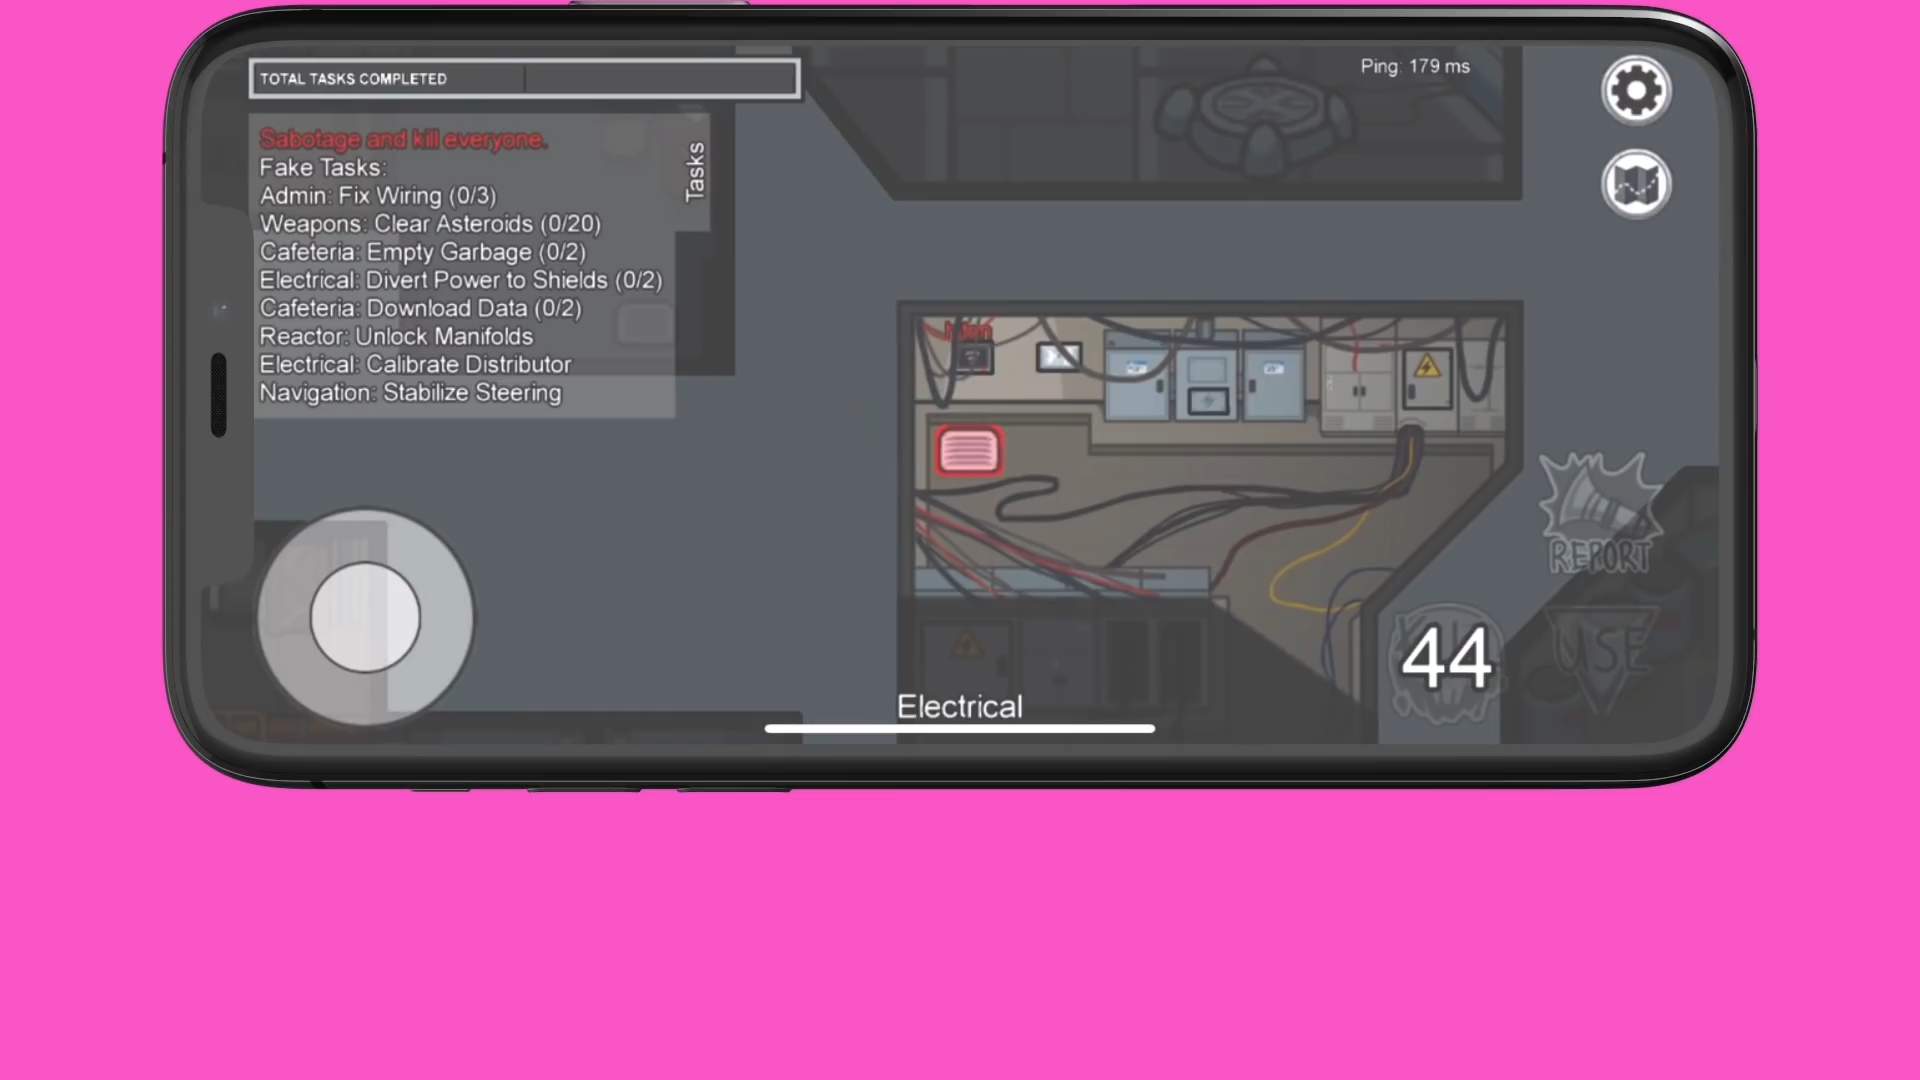 TOTAL TASKS COMPLETED
Ping: 179 ms
Sabotage and kill everyone.
Tasks
Fake Tasks:
Admin: Fix Wiring (0/3)
Weapons: Clear Asteroids (0/20)
Cafeteria: Empty Garbage (0/2)
Electrical: Divert Power to Shields (0/2)
Cafeteria: Download Data (0/2)
Reactor: Unlock Manifolds
Electrical: Calibrate Distributor
Navigation: Stabilize Steering
REPORT
44
USE
Electrical